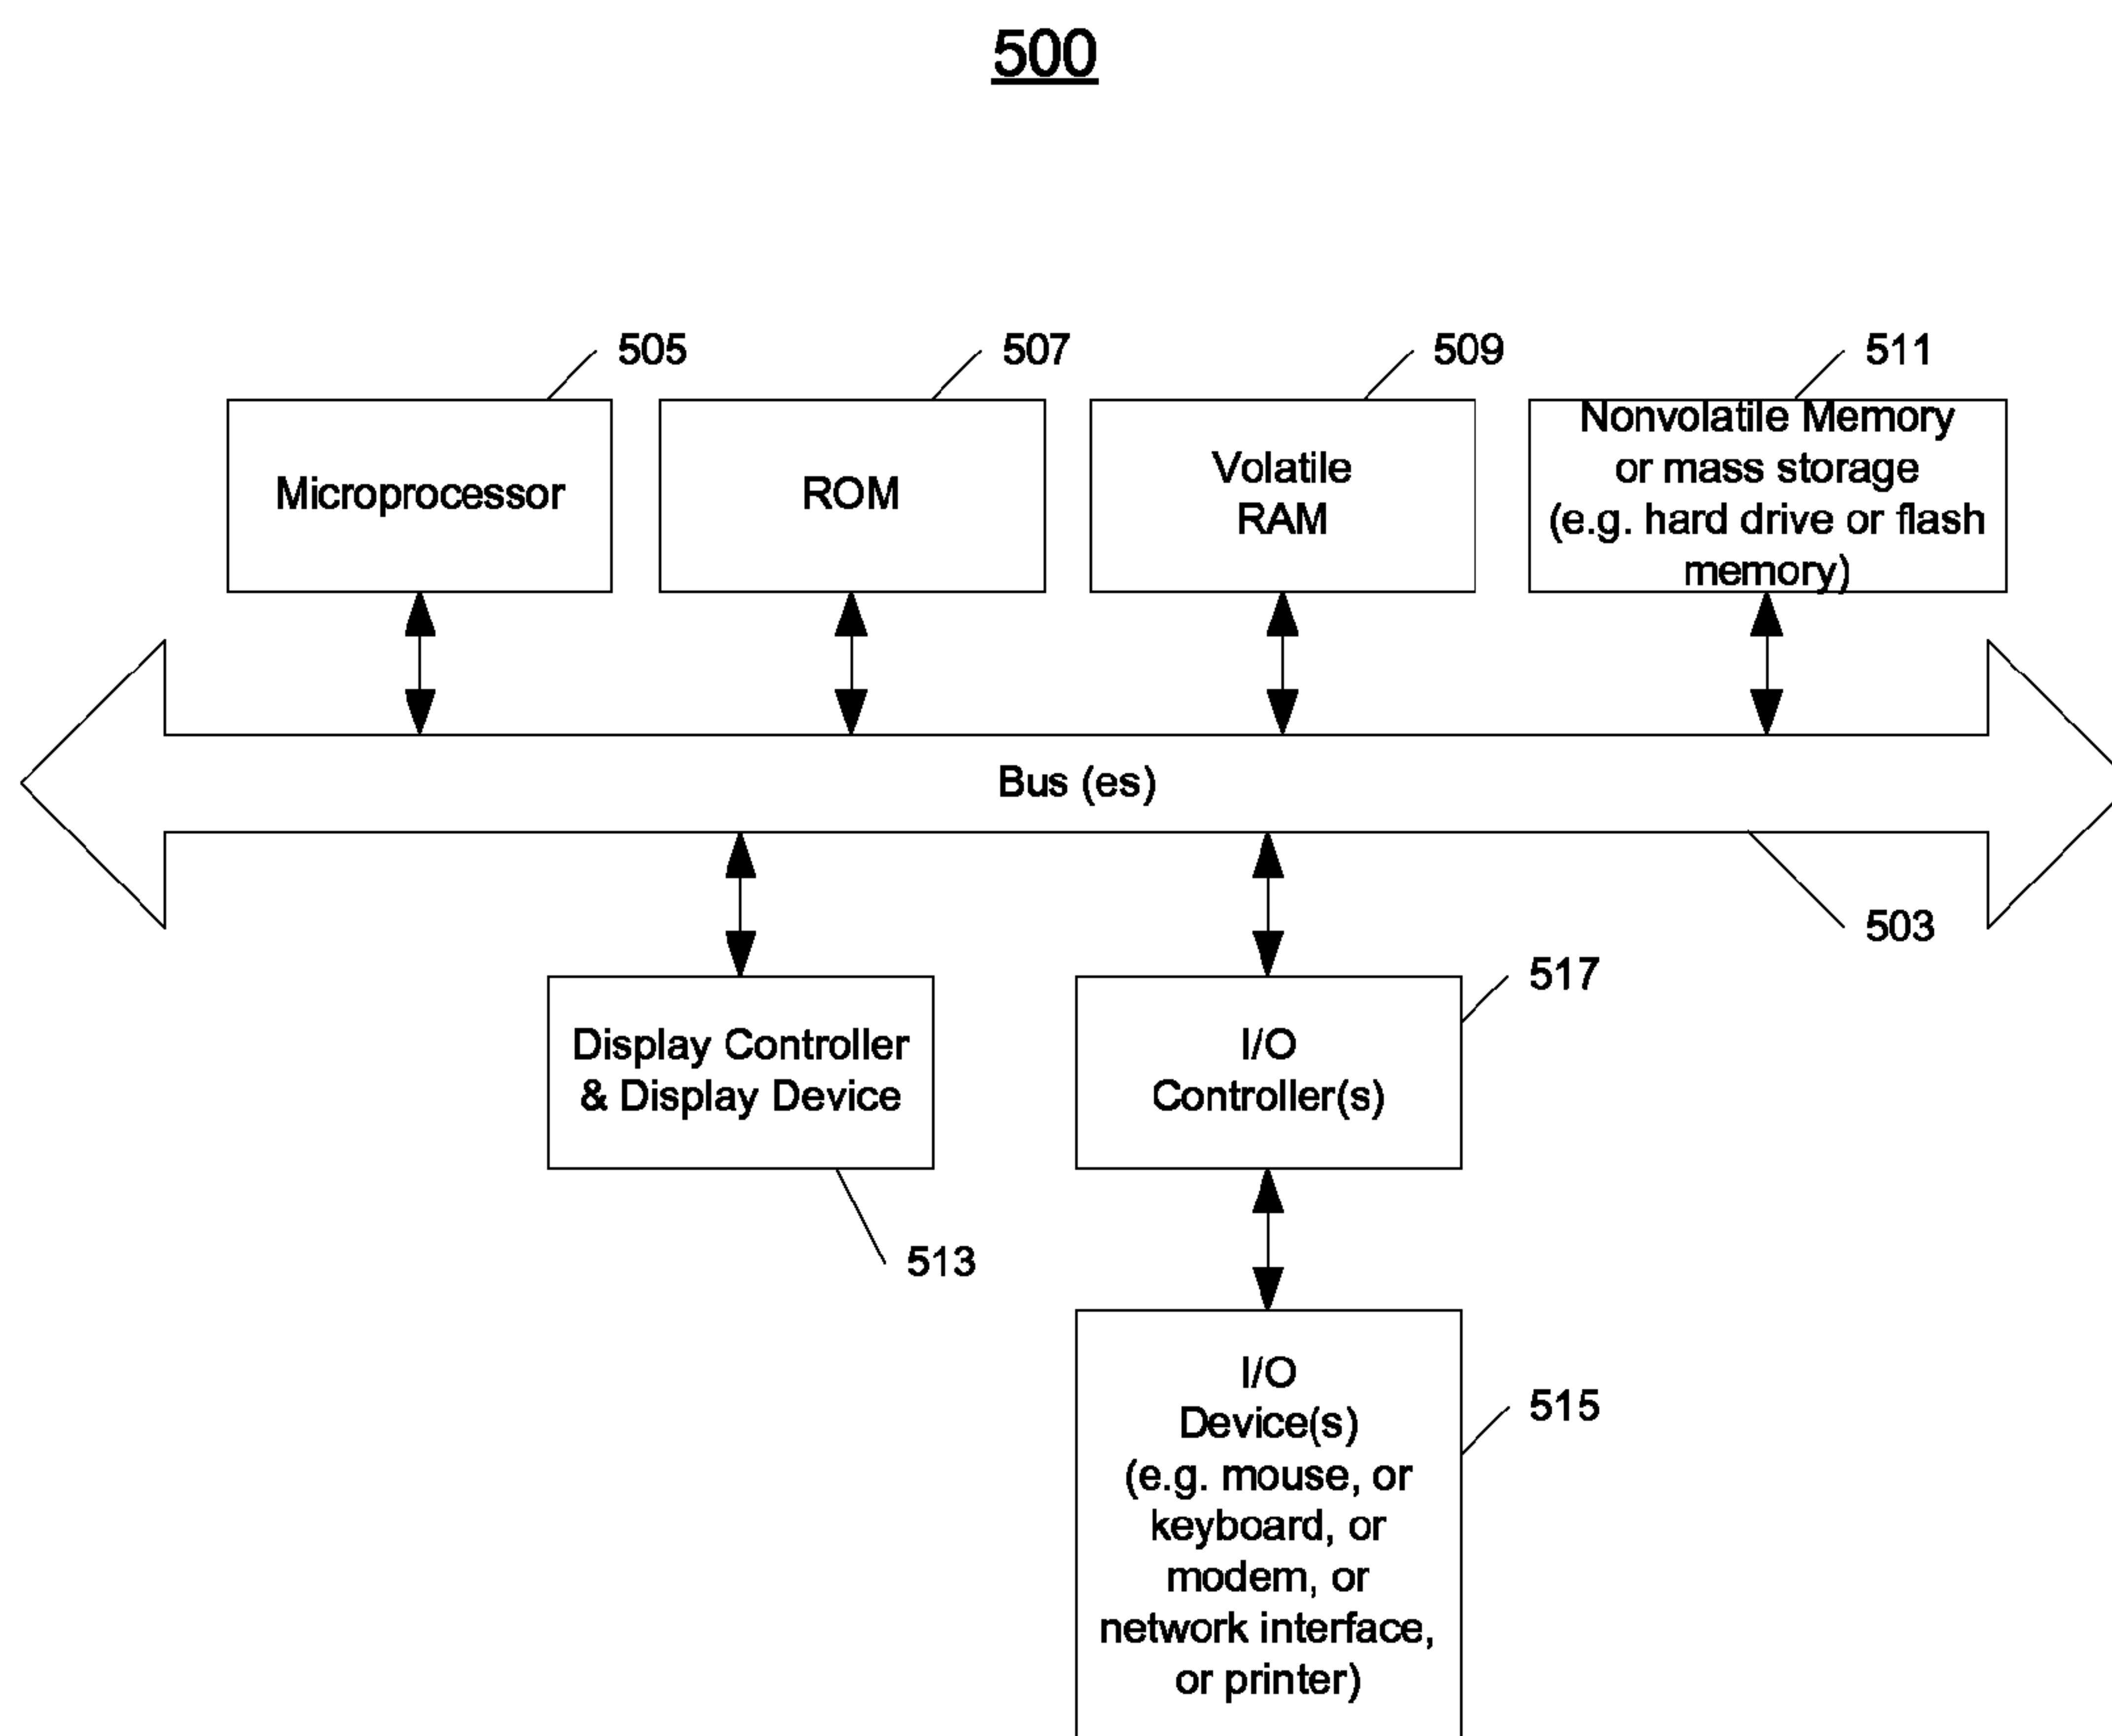 500
505
507
509
511
Microprocessor
ROM
Volatile
RAM
Nonvolatile Memory
or mass storage
(e.g. hard drive or flash
memory)
Bus (es)
503
517
Display Controller
& Display Device
I/O
Controller(s)
513
I/O
Device(s)
(e.g. mouse, or
keyboard, or
modem, or
network interface,
or printer)
515